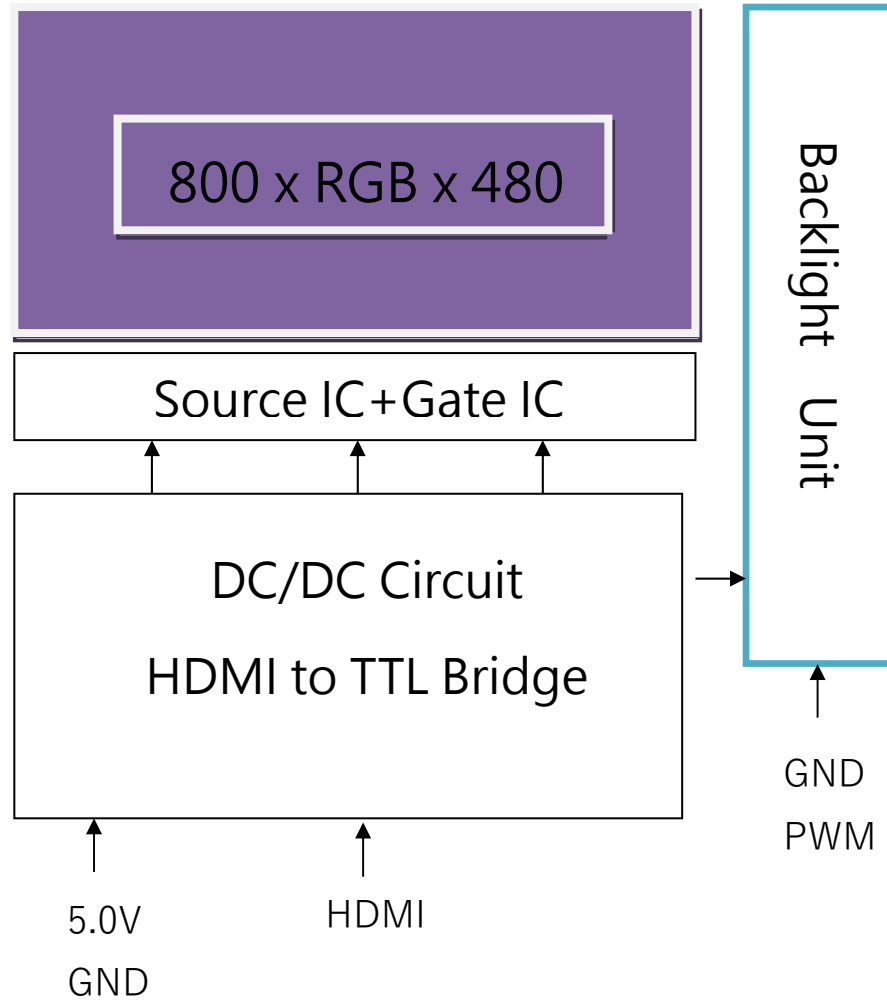 800 x RGB x 480
Source IC+Gate IC
DC/DC Circuit
HDMI to TTL Bridge
Backlight Unit
5.0V
GND
HDMI
GND
PWM